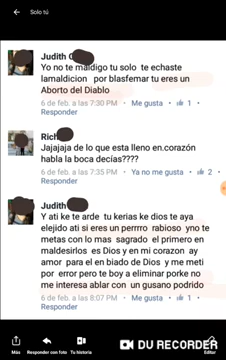 Solo tú
Judith
Yo no te maldigo tu solo te echaste
lamaldicion por blasfemar tu eres un
Aborto del Diablo
6 de feb. a las 7:30 PM • Me gusta • 1 •
Responder
Rich
Jajajaja de lo que esta lleno en.corazón
habla la boca decías????
6 de feb. a las 7:35 PM Ya no me gusta • 2 •
Responder
Judith
Y ati ke te arde tu kerias ke dios te aya
elejido ati si eres un perrrro rabioso yno te
metas con lo mas sagrado el primero en
maldesirlos es Dios y en mi corazon ay
amor para el en biado de Dios y me meti
por error pero te boy a eliminar porke no
me interesa ablar con un gusano podrido
6 de feb. a las 8:07 PM • Me gusta • 1 •
Responder
Compartir
Responder con foto
Tu historia
DU RECORDER
Editar